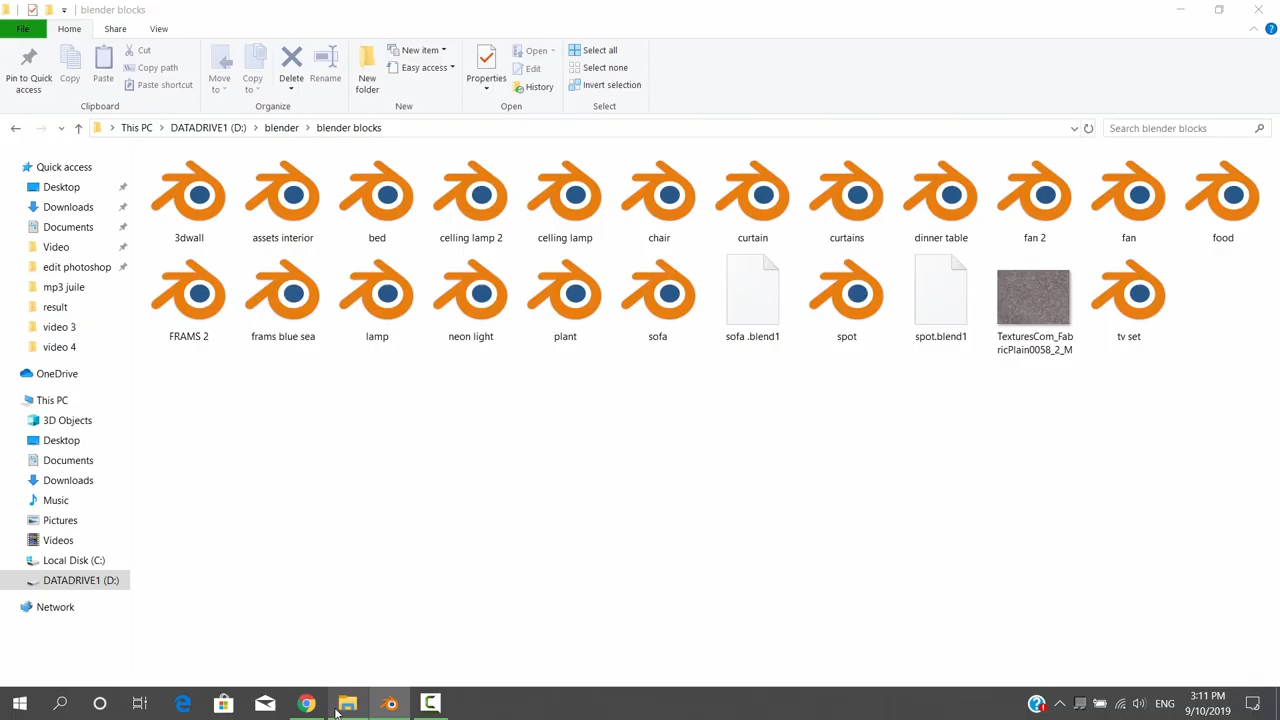 blender blocks
File Home Share View
Pin to Quick access
Copy
Paste
Cut
Copy path
Paste shortcut
Clipboard
Move to
Copy to
Delete
Rename
Organize
New folder
New item
Easy access
New
Properties
Open
Edit
History
Open
Select all
Select none
Invert selection
Select
This PC > DATADRIVE1 (D:) > blender > blender blocks
Search blender blocks
Quick access
Desktop
Downloads
Documents
Video
edit photoshop
mp3 juile
result
video 3
video 4
OneDrive
This PC
3D Objects
Desktop
Documents
Downloads
Music
Pictures
Videos
Local Disk (C:)
DATADRIVE1 (D:)
Network
3dwall assets interior bed celling lamp 2 celling lamp chair curtain curtains dinner table fan 2 fan food
FRAMS 2 frams blue sea lamp neon light plant sofa sofa .blend1 spot spot.blend1 TexturesCom_Fab tv set
ricPlain0058_2_M
ENG
3:11 PM
9/10/2019